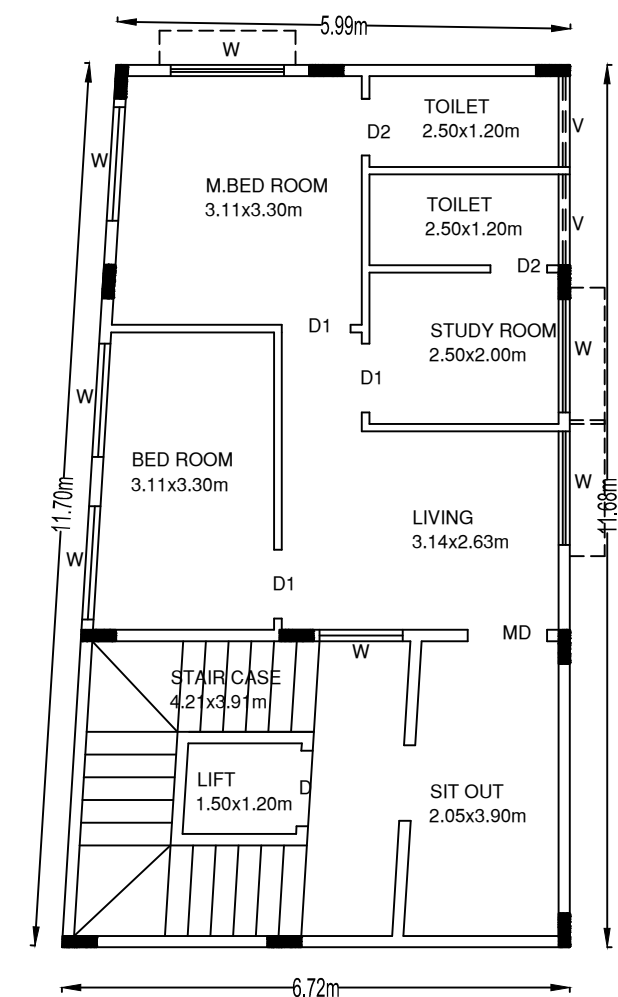 5.99m
W
TOILET
2.50x1.20m
D2
V
W
M.BED ROOM
3.11x3.30m
TOILET
2.50x1.20m
V
D2
D1
STUDY ROOM
2.50x2.00m
W
D1
W
BED ROOM
3.11x3.30m
W
11.70m
11.68m
LIVING
3.14x2.63m
W
D1
MD
W
STAIR CASE
4.21x3.91m
LIFT
1.50x1.20m
D
SIT OUT
2.05x3.90m
6.72m